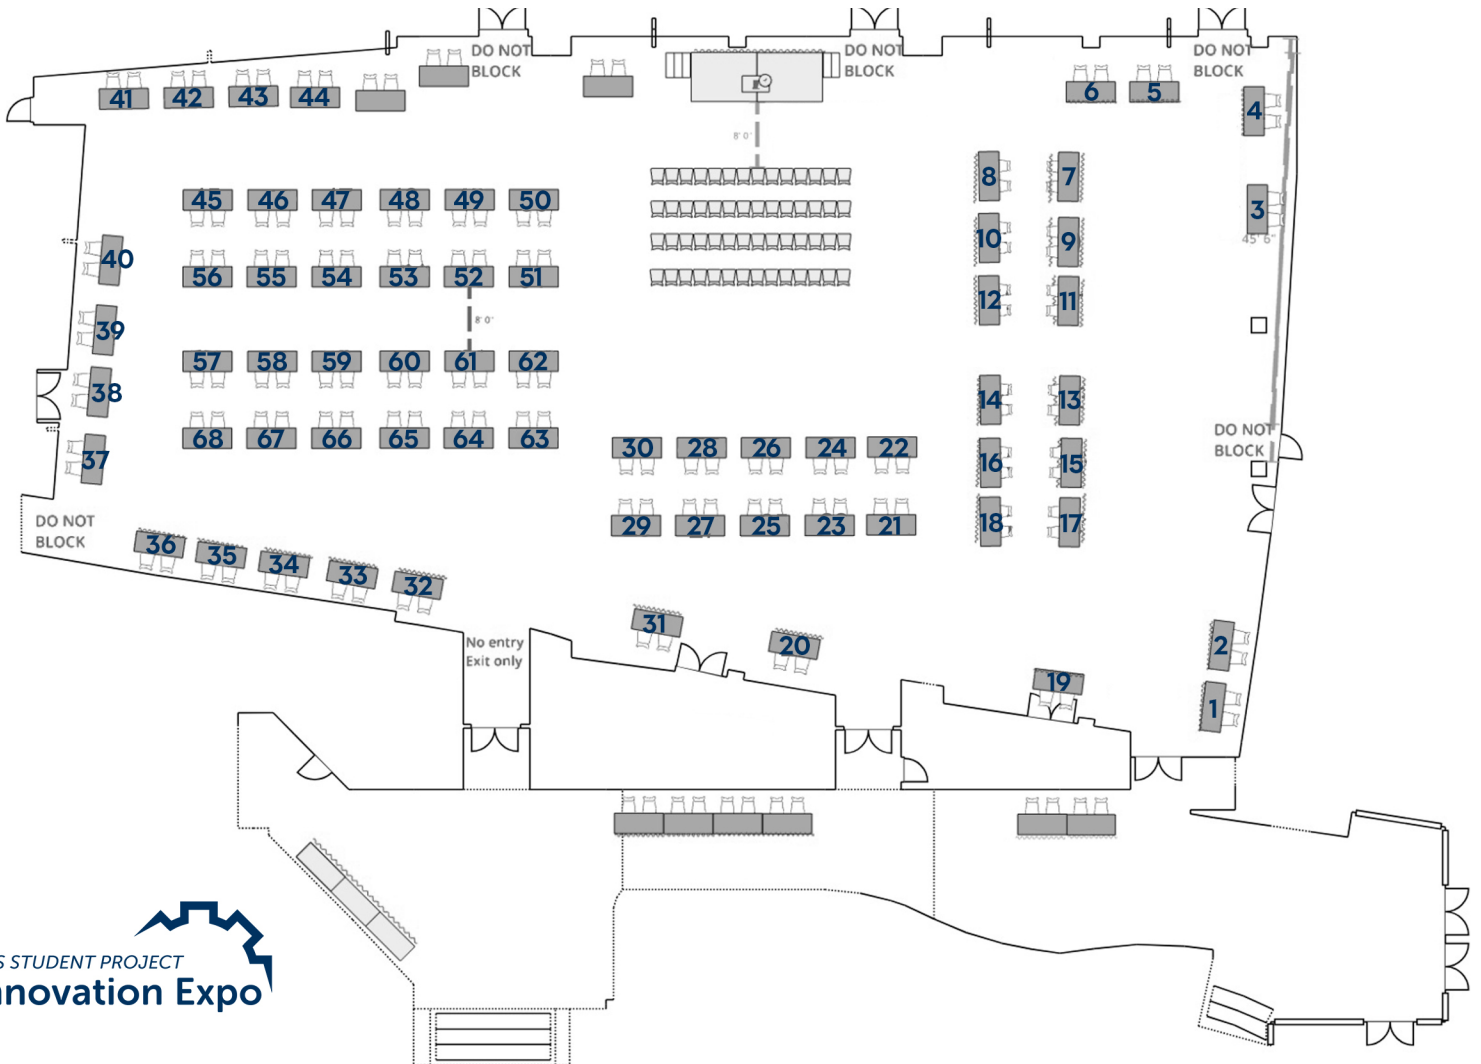 DO NOT
BLOCK
DO NOT
BLOCK
DO NOT
BLOCK
41 42 43 44
6 5
4
8' 0"
8 7
3
45' 6"
45 46 47 48 49 50
10 9
40
56 55 54 53 52 51
12 11
8' 0"
39
57 58 59 60 61 62
38
14 13
68 67 66 65 64 63
30 28 26 24 22
DO NOT
BLOCK
37
16 15
DO NOT
BLOCK
29 27 25 23 21
18 17
36 35 34 33 32
31
20
2
No entry
Exit only
19
1
S STUDENT PROJECT
nnovation Expo